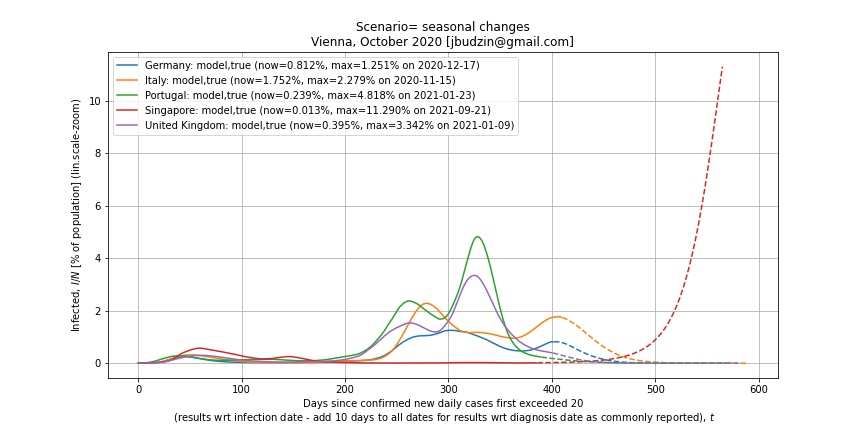 Scenario= seasonal changes
Vienna, October 2020 [jbudzin@gmail.com]
Germany: model,true (now=0.812%, max=1.251% on 2020-12-17)
Italy: model,true (now=1.752%, max=2.279% on 2020-11-15)
Portugal: model,true (now=0.239%, max=4.818% on 2021-01-23)
Singapore: model,true (now=0.013%, max=11.290% on 2021-09-21)
United Kingdom: model,true (now=0.395%, max=3.342% on 2021-01-09)
Infected, I/N [% of population] (lin.scale-zoom)
10
8
6
4
2
0
0 100 200 300 400 500 600
Days since confirmed new daily cases first exceeded 20
(results wrt infection date - add 10 days to all dates for results wrt diagnosis date as commonly reported), t